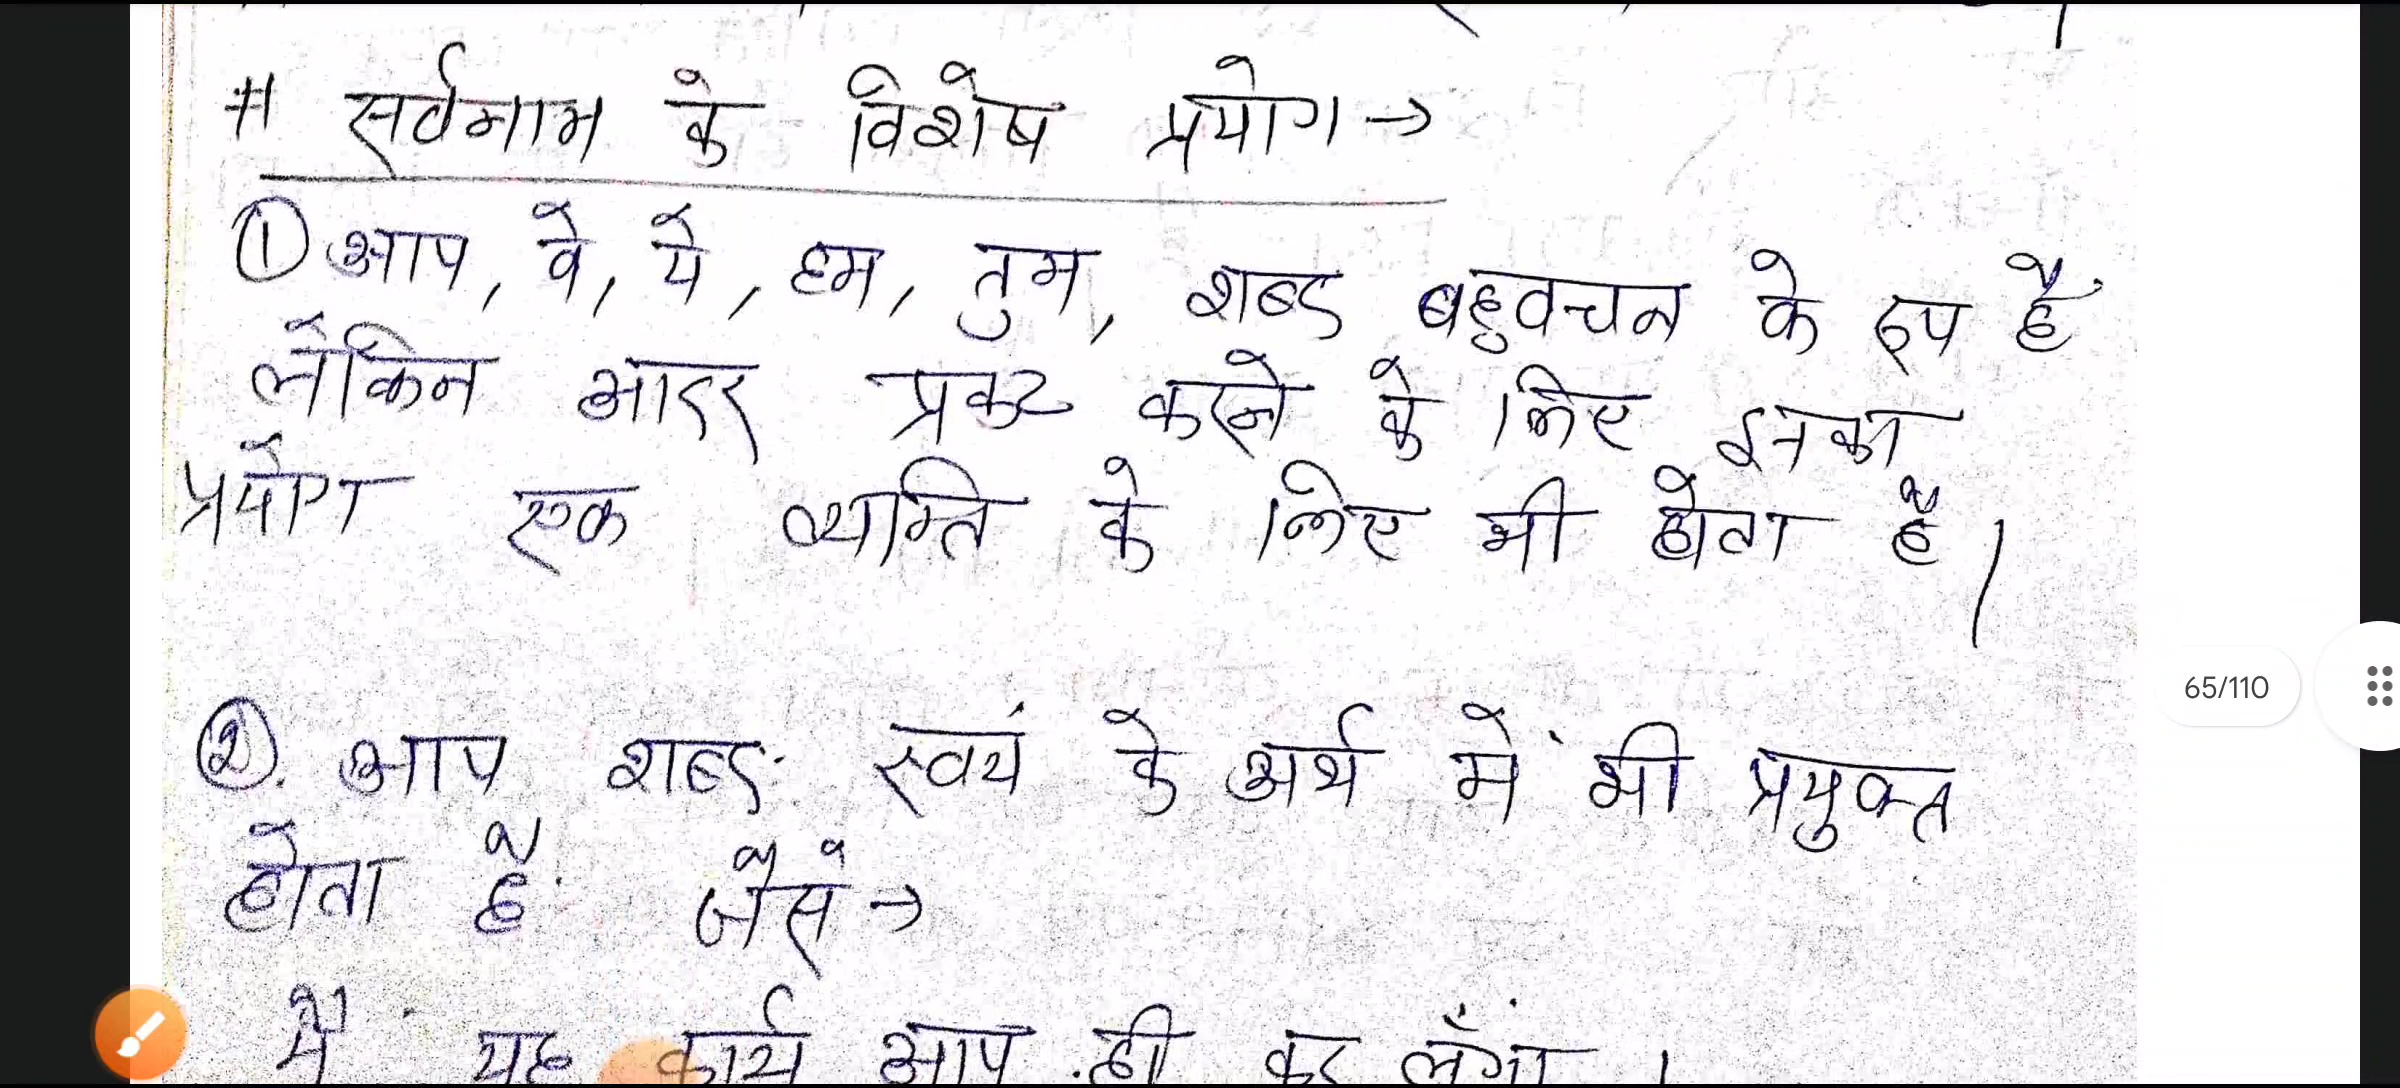 # सर्वनाम के विशेष प्रयोग →
① आप, वे, ये, हम, तुम, शब्द बहुवचन के रूप है
लेकिन आदर प्रकट करने के लिए इनका
प्रयोग एक व्यक्ति के लिए भी होता है।
②. आप शब्द स्वयं के अर्थ में भी प्रयुक्त
होता है जैसे →
65/110
मैं यह कार्य आप ही कर लूँगा ।